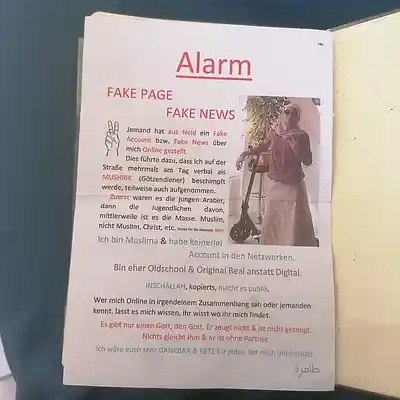 Alarm
FAKE PAGE
FAKE NEWS
Jemand hat aus Neid ein Fake
Account bzw. Fake News über
mich Online gestellt.
Dies führte dazu, dass ich auf der
Straße mehrmals am Tag verbal als
MUSHRIK (Götzendiener) beschimpft
werde, teilweise auch aufgenommen.
Zuerst waren es die jungen Araber,
dann die Jugendlichen davon,
mittlerweile ist es die Masse. Muslim,
nicht Muslim, Christ, etc.
Ich bin Muslima & habe keinerlei
Account in den Netzwerken.
Bin eher Oldschool & Original Real anstatt Digital.
INSCHALLAH, kopierts, macht es publik,
Wer mich Online in irgendeinem Zusammenhang sah oder jemanden
kennt, lasst es mich wissen, ihr wisst wo ihr mich findet.
Es gibt nur einen Gott, den Gott. Er zeugt nicht & ist nicht gezeugt.
Nichts gleicht ihm & er ist ohne Partner
Ich wäre euch sehr DANKBAR & BETE für jeden der mich unterstützt
طاهرة